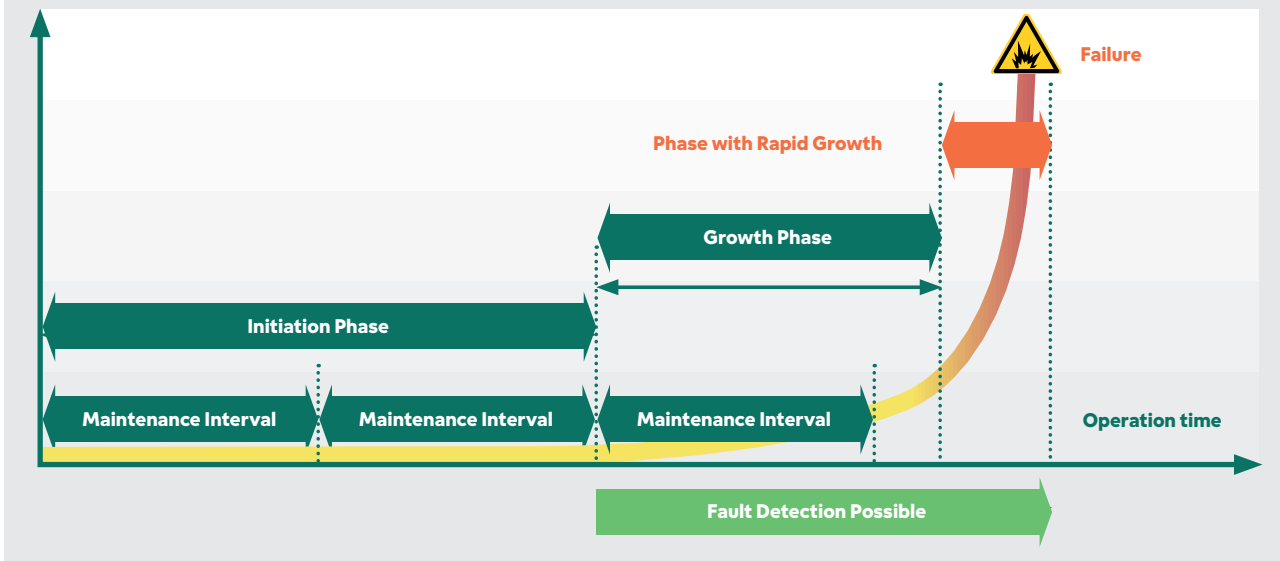 Failure
Phase with Rapid Growth
Growth Phase
Initiation Phase
Maintenance Interval
Maintenance Interval
Maintenance Interval
Operation time
Fault Detection Possible